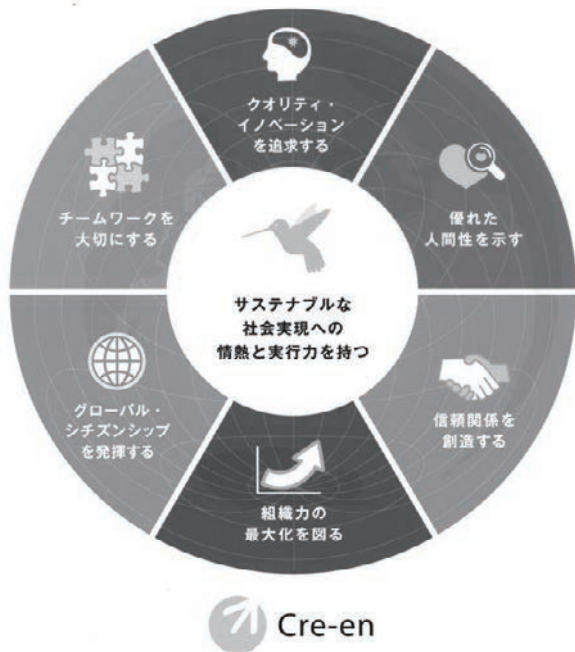 クオリティ・
イノベーション
を追求する
優れた
人間性を示す
信頼関係を
創造する
組織力の
最大化を図る
グローバル・
シチズンシップ
を発揮する
チームワークを
大切にする
サステナブルな
社会実現への
情熱と実行力を持つ
Cre-en